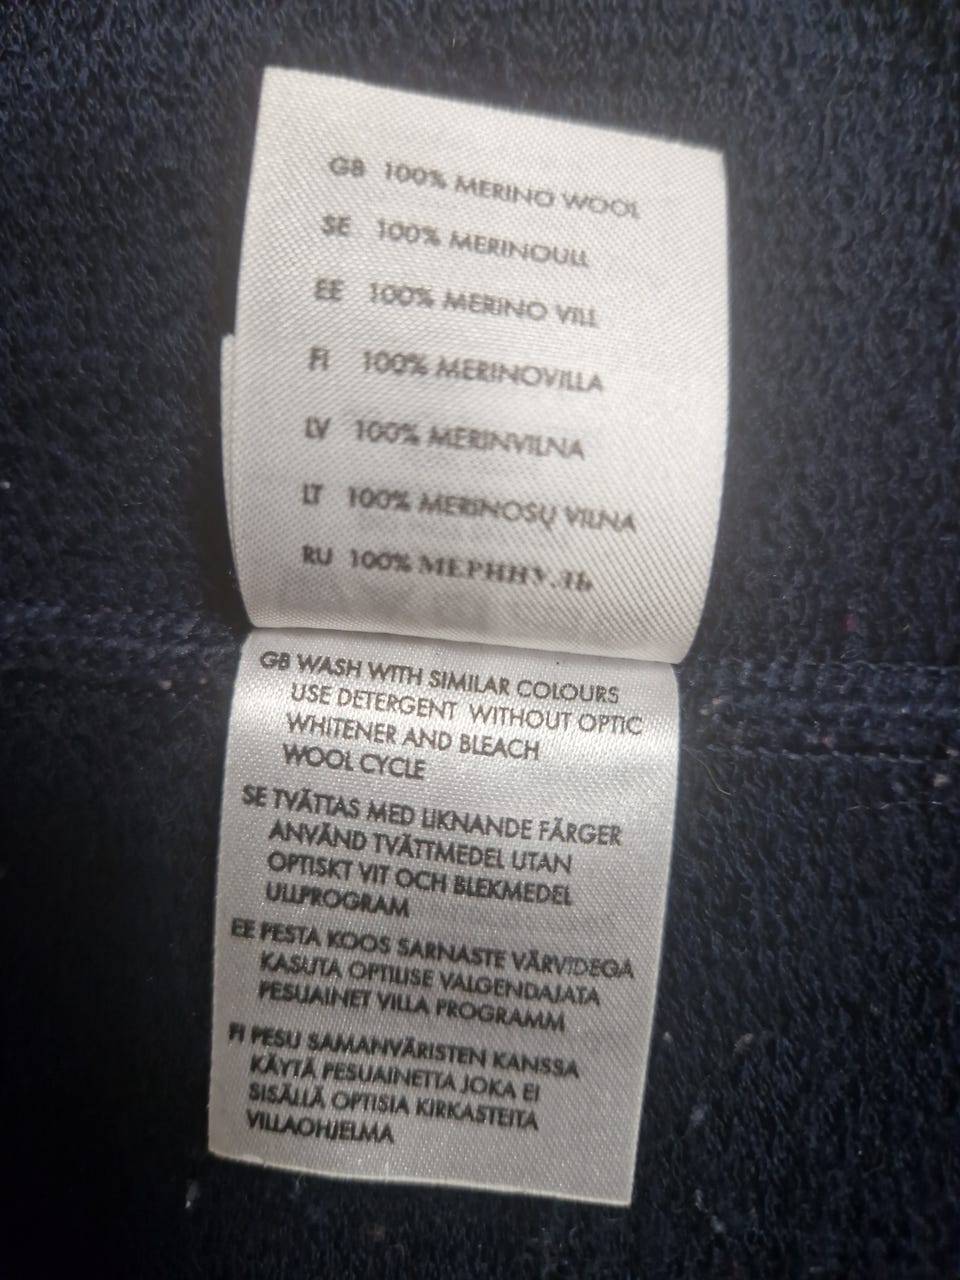 GB 100% MERINO WOOL
SE 100% MERINOULL
EE 100% MERINO VILL
FI 100% MERINOVILLA
LV 100% MERINVILNA
LT 100% MERINOSŲ VILNA
RU 100% МЕРННУЛЬ
GB WASH WITH SIMILAR COLOURS
USE DETERGENT WITHOUT OPTIC
WHITENER AND BLEACH
WOOL CYCLE
SE TVÄTTAS MED LIKNANDE FÄRGER
ANVÄND TVÄTTMEDEL UTAN
OPTISKT VIT OCH BLEKMEDEL
ULLPROGRAM
EE PESTA KOOS SARNASTE VÄRVIDEGA
KASUTA OPTILISE VALGENDAJATA
PESUAINET VILLA PROGRAMM
FI PESU SAMANVÄRISTEN KANSSA
KÄYTÄ PESUAINETTA JOKA EI
SISÄLLÄ OPTISIA KIRKASTEITA
VILLAOHJELMA